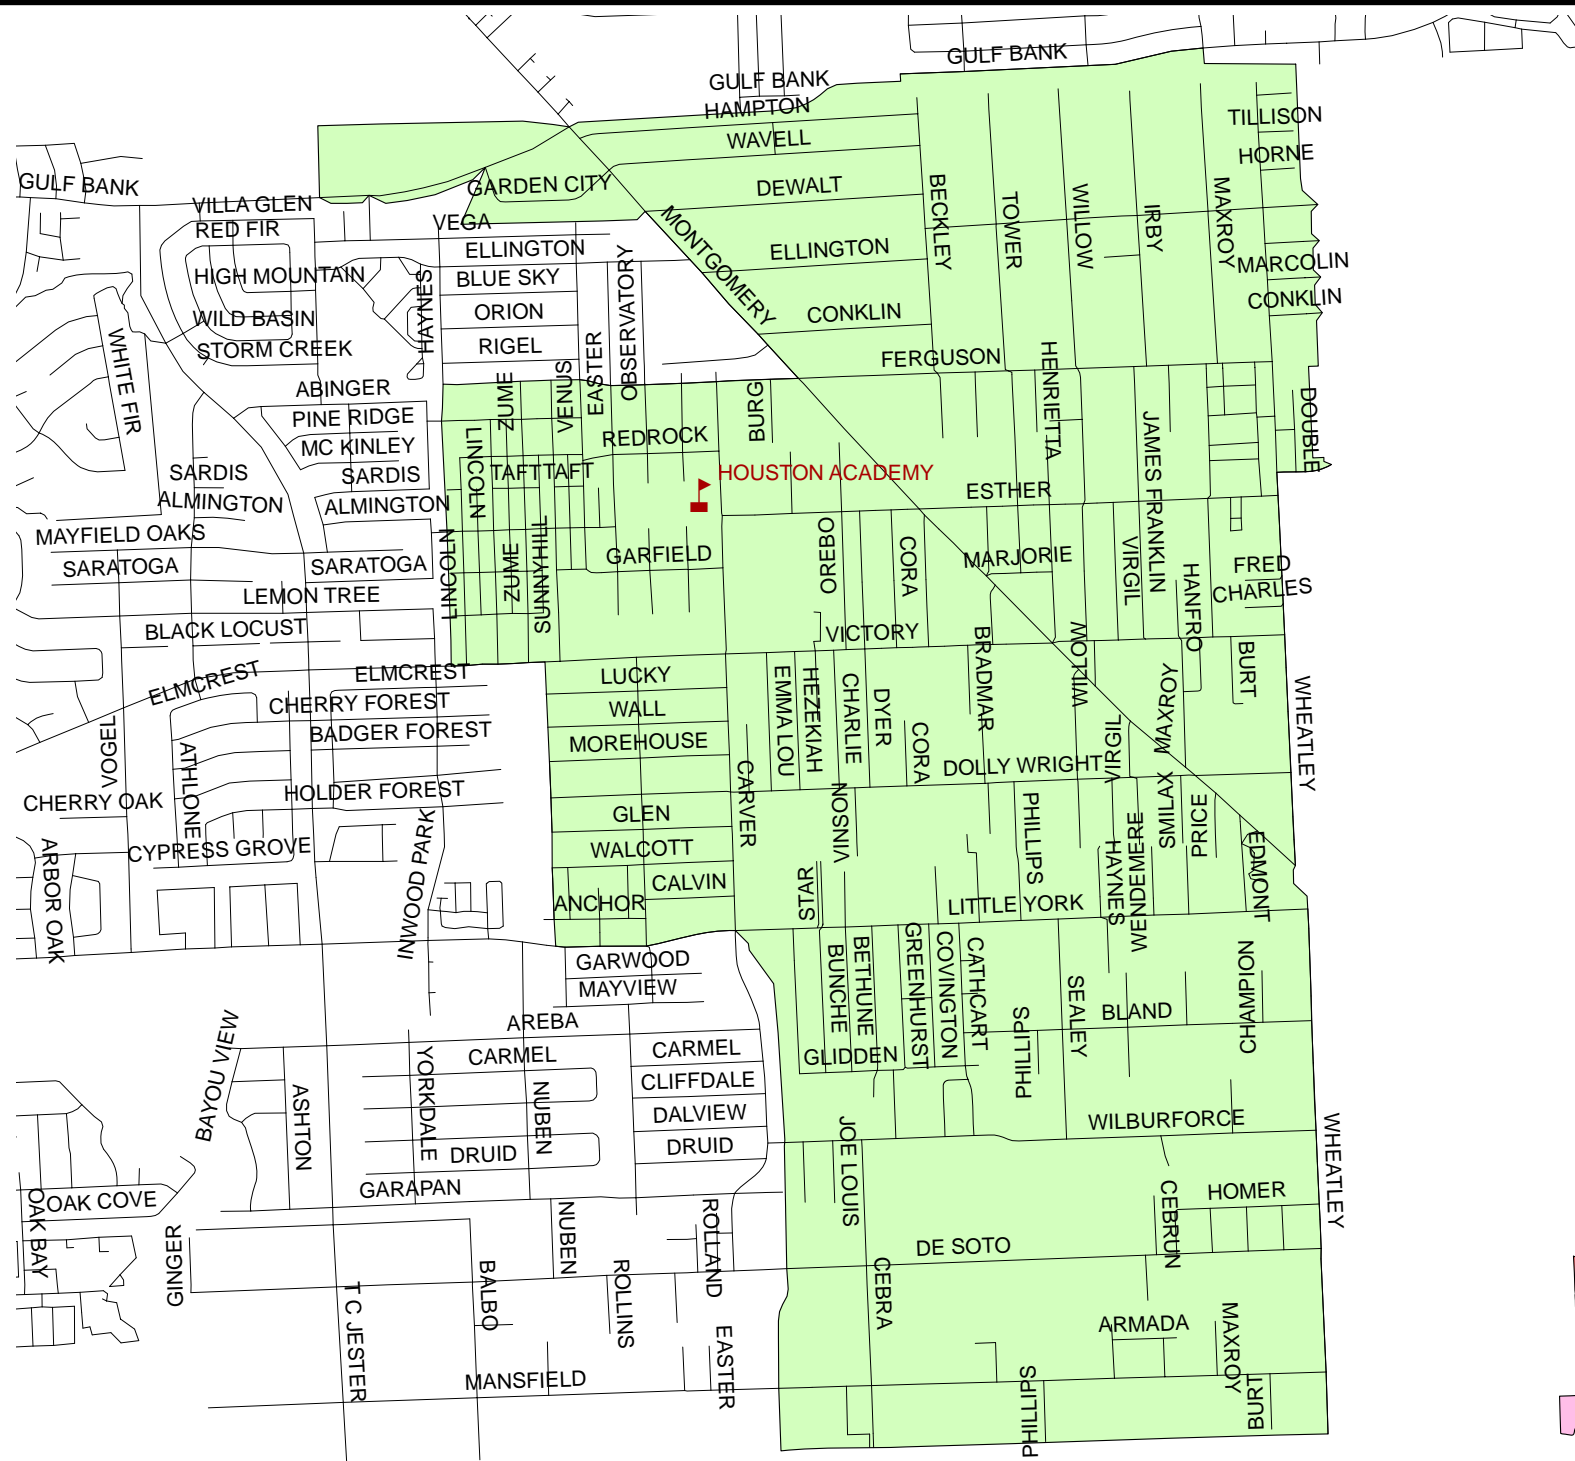 GULF BANK
GULF BANK
HAMPTON
TILLISON
WAVELL
HORNE
GULF BANK
GARDEN CITY
DEWALT
BECKLEY
TOWER
WILLOW
IRBY
MAXROY
VILLA GLEN
VEGA
MONTGOMERY
RED FIR
ELLINGTON
ELLINGTON
MARCOLIN
HIGH MOUNTAIN
HAYNES
BLUE SKY
OBSERVATORY
CONKLIN
WILD BASIN
ORION
CONKLIN
WHITE FIR
STORM CREEK
RIGEL
EASTER
FERGUSON
HENRIETTA
ABINGER
ZUME
VENUS
BURG
DOUBLE
PINE RIDGE
LINCOLN
REDROCK
JAMES FRANKLIN
MC KINLEY
SARDIS
SARDIS
TAFT
TAFT
HOUSTON ACADEMY
ALMINGTON
ALMINGTON
ESTHER
MAYFIELD OAKS
LINCOLN
ZUME
SUNNYHILL
GARFIELD
OREBO
CORA
MARJORIE
VIRGIL
HANFRO
FRED
SARATOGA
SARATOGA
CHARLES
LEMON TREE
BLACK LOCUST
VICTORY
BRADMAR
WILLOW
BURT
ELMCREST
ELMCREST
LUCKY
EMMA LOU
HEZEKIAH
CHARLIE
DYER
MAXROY
WHEATLEY
CHERRY FOREST
WALL
VOGEL
ATHLONE
BADGER FOREST
MOREHOUSE
CARVER
CORA
DOLLY WRIGHT
VIRGIL
CHERRY OAK
HOLDER FOREST
GLEN
VINSON
PHILLIPS
SMILAX
PRICE
ARBOR OAK
CYPRESS GROVE
INWOOD PARK
WALCOTT
HAYNES
WENDEMERE
EDMONT
CALVIN
STAR
ANCHOR
LITTLE YORK
GARWOOD
BUNCHE
BETHUNE
GREENHURST
COVINGTON
CATHCART
CHAMPION
MAYVIEW
SEALEY
BAYOU VIEW
AREBA
PHILLIPS
BLAND
YORKDALE
CARMEL
CARMEL
GLIDDEN
ASHTON
NUBEN
CLIFFDALE
DALVIEW
JOE LOUIS
WILBURFORCE
WHEATLEY
DRUID
DRUID
OAK BAY
OAK COVE
GARAPAN
CEBRUN
HOMER
GINGER
NUBEN
ROLLAND
DE SOTO
T C JESTER
BALBO
ROLLINS
CEBRA
EASTER
ARMADA
MAXROY
MANSFIELD
PHILLIPS
BURT